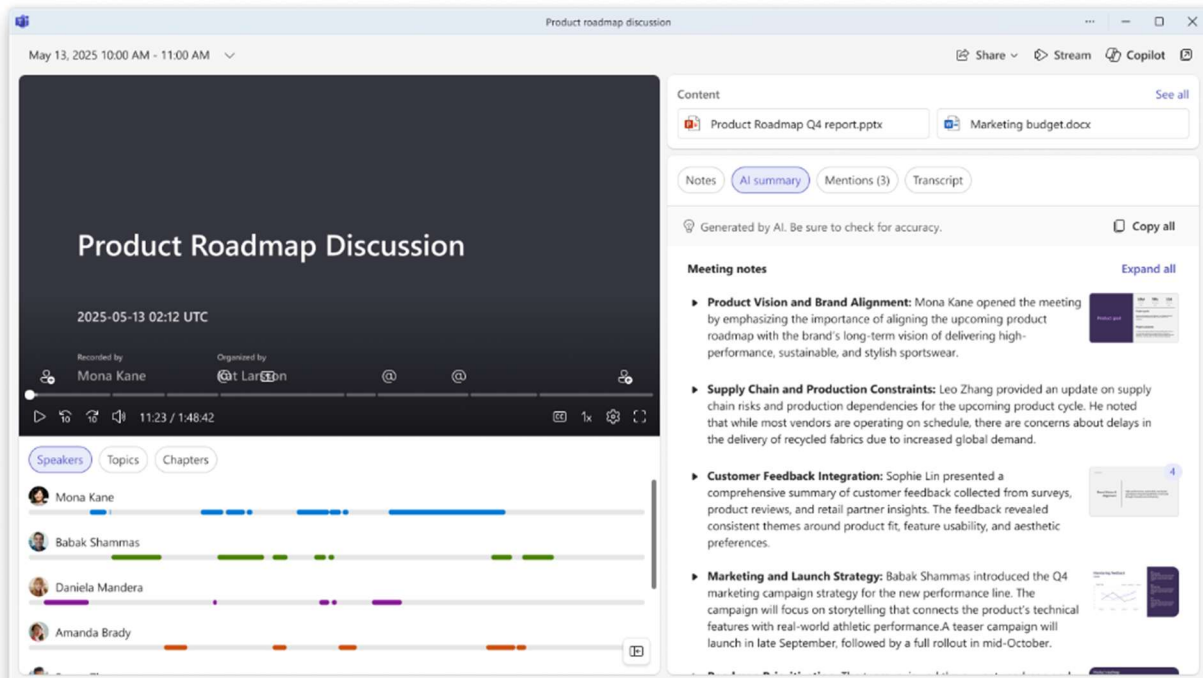 Product roadmap discussion
May 13, 2025 10:00 AM - 11:00 AM
Share
Stream
Copilot
Product Roadmap Discussion
2025-05-13 02:12 UTC
Recorded by
Mona Kane
Organized by
Kat Larsson
11:23 / 1:48:42
1x
Speakers
Topics
Chapters
Mona Kane
Babak Shammas
Daniela Mandera
Amanda Brady
Content
See all
Product Roadmap Q4 report.pptx
Marketing budget.docx
Notes
AI summary
Mentions (3)
Transcript
Generated by AI. Be sure to check for accuracy.
Copy all
Meeting notes
Expand all
Product Vision and Brand Alignment: Mona Kane opened the meeting
by emphasizing the importance of aligning the upcoming product
roadmap with the brand's long-term vision of delivering high-
performance, sustainable, and stylish sportswear.
Supply Chain and Production Constraints: Leo Zhang provided an update on supply
chain risks and production dependencies for the upcoming product cycle. He noted
that while most vendors are operating on schedule, there are concerns about delays in
the delivery of recycled fabrics due to increased global demand.
Customer Feedback Integration: Sophie Lin presented a
comprehensive summary of customer feedback collected from surveys,
product reviews, and retail partner insights. The feedback revealed
consistent themes around product fit, feature usability, and aesthetic
preferences.
4
Marketing and Launch Strategy: Babak Shammas introduced the Q4
marketing campaign strategy for the new performance line. The
campaign will focus on storytelling that connects the product's technical
features with real-world athletic performance.A teaser campaign will
launch in late September, followed by a full rollout in mid-October.